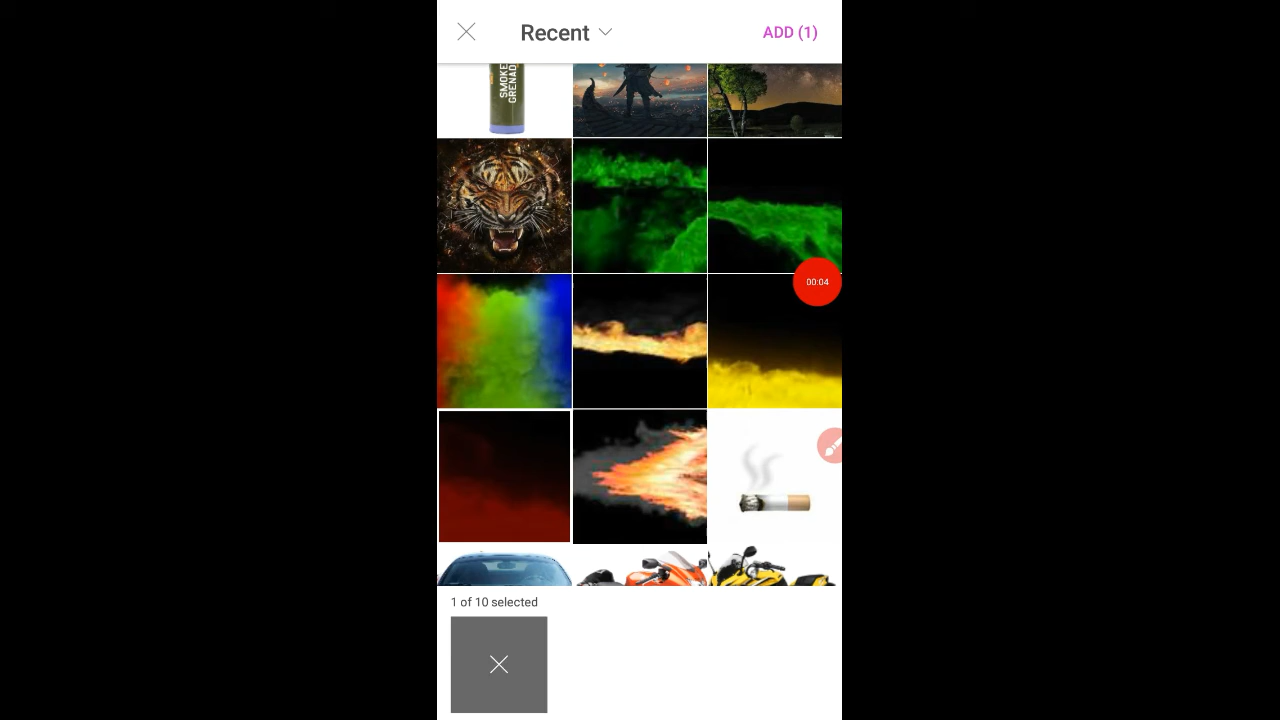 Recent
ADD (1)
SMOKE
GRENAD
00:04
1 of 10 selected